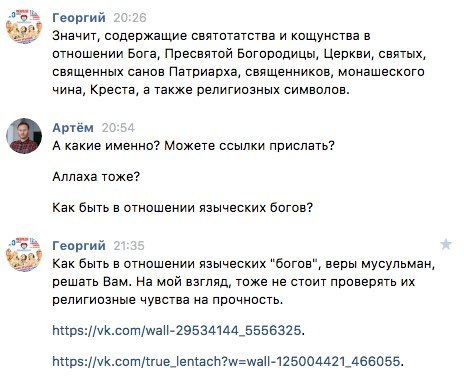 Георгий 20:26
Значит, содержащие святотатства и кощунства в
отношении Бога, Пресвятой Богородицы, Церкви, святых,
священных санов Патриарха, священников, монашеского
чина, Креста, а также религиозных символов.
Артём 20:54
А какие именно? Можете ссылки прислать?
Аллаха тоже?
Как быть в отношении языческих богов?
Георгий 21:35
Как быть в отношении языческих "богов", веры мусульман,
решать Вам. На мой взгляд, тоже не стоит проверять их
религиозные чувства на прочность.
https://vk.com/wall-29534144_5556325.
https://vk.com/true_lentach?w=wall-125004421_466055.